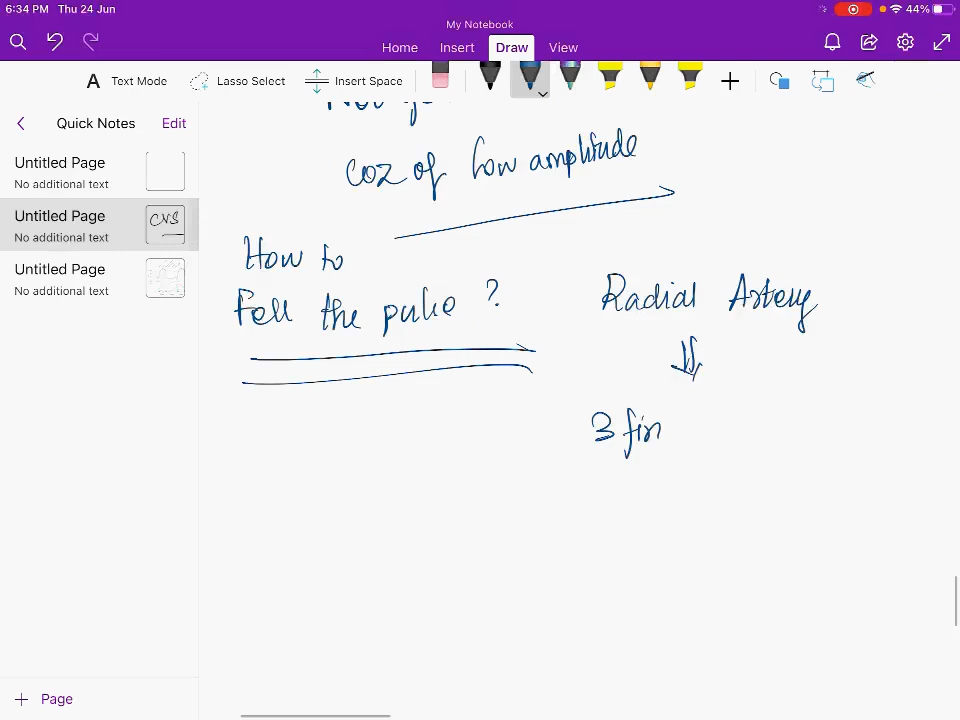 6:34 PM Thu 24 Jun
44%
My Notebook
Home Insert Draw View
Text Mode Lasso Select Insert Space
Quick Notes Edit
Untitled Page
No additional text
Untitled Page
No additional text
CNS
Untitled Page
No additional text
Page
coz of low amplitude
How to
Fell the pulse ?
Radial Artery
3 fin